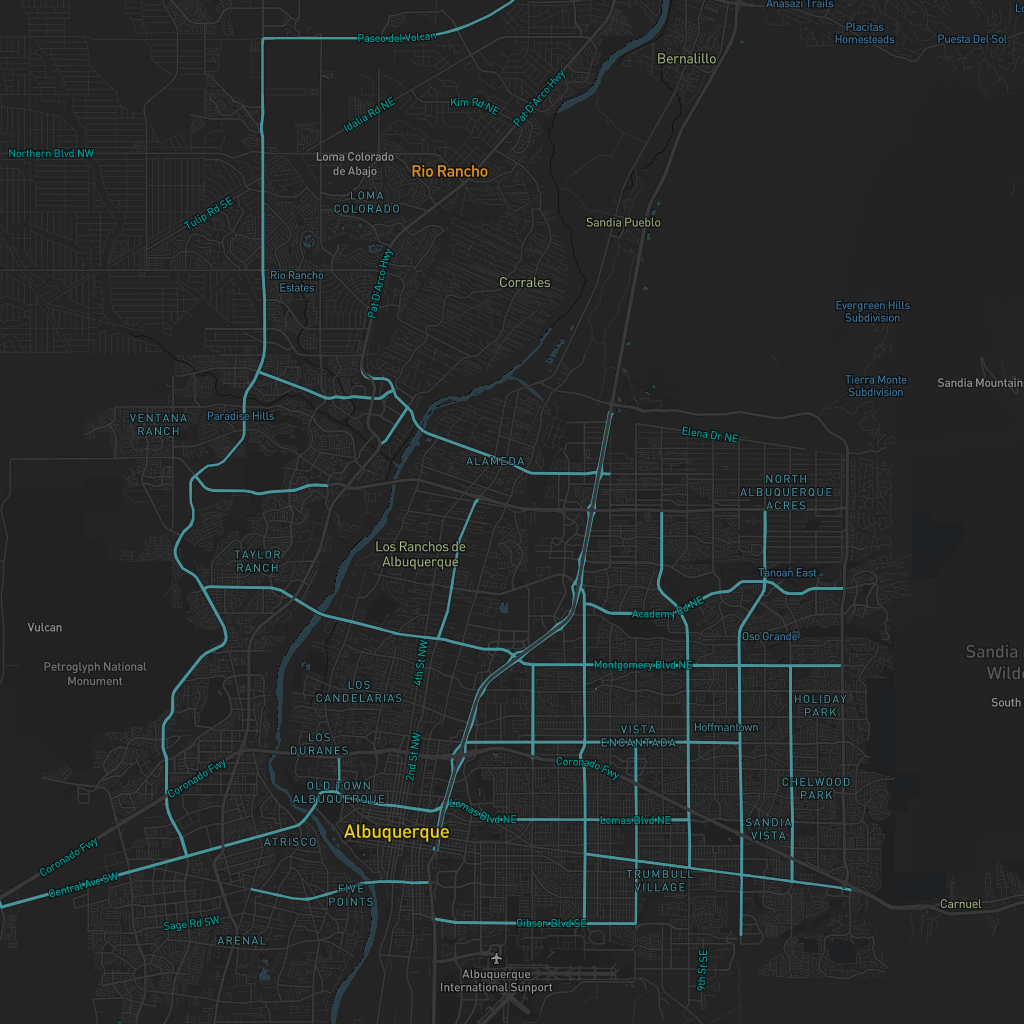 Anasazi Trails
Placitas
Homesteads
Puesta Del Sol
Paseo del Volcan
Bernalillo
Kim Rd NE
Pat D'Arco Hwy
Idalia Rd NE
Northern Blvd NW
Loma Colorado
de Abajo
Rio Rancho
LOMA
COLORADO
Tulip Rd SE
Sandia Pueblo
Rio Rancho
Estates
Pat D'Arco Hwy
Corrales
Evergreen Hills
Subdivision
Tierra Monte
Subdivision
Sandia Mountains
VENTANA
RANCH
Paradise Hills
Elena Dr NE
ALAMEDA
NORTH
ALBUQUERQUE
ACRES
Los Ranchos de
Albuquerque
TAYLOR
RANCH
Tanoan East
Academy Rd NE
Vulcan
Oso Grande
Petroglyph National
Monument
4th St NW
Montgomery Blvd NE
Sandia
Wilde
South
LOS
CANDELARIAS
HOLIDAY
PARK
VISTA
ENCANTADA
Hoffmantown
LOS
DURANES
2nd St NW
Coronado Fwy
Coronado Fwy
OLD TOWN
ALBUQUERQUE
CHELWOOD
PARK
Lomas Blvd NE
Lomas Blvd NE
SANDIA
VISTA
Albuquerque
ATRISCO
Coronado Fwy
Central Ave SW
TRUMBULL
VILLAGE
FIVE
POINTS
Carnuel
Sage Rd SW
Gibson Blvd SE
ARENAL
9th St SE
Albuquerque
International Sunport